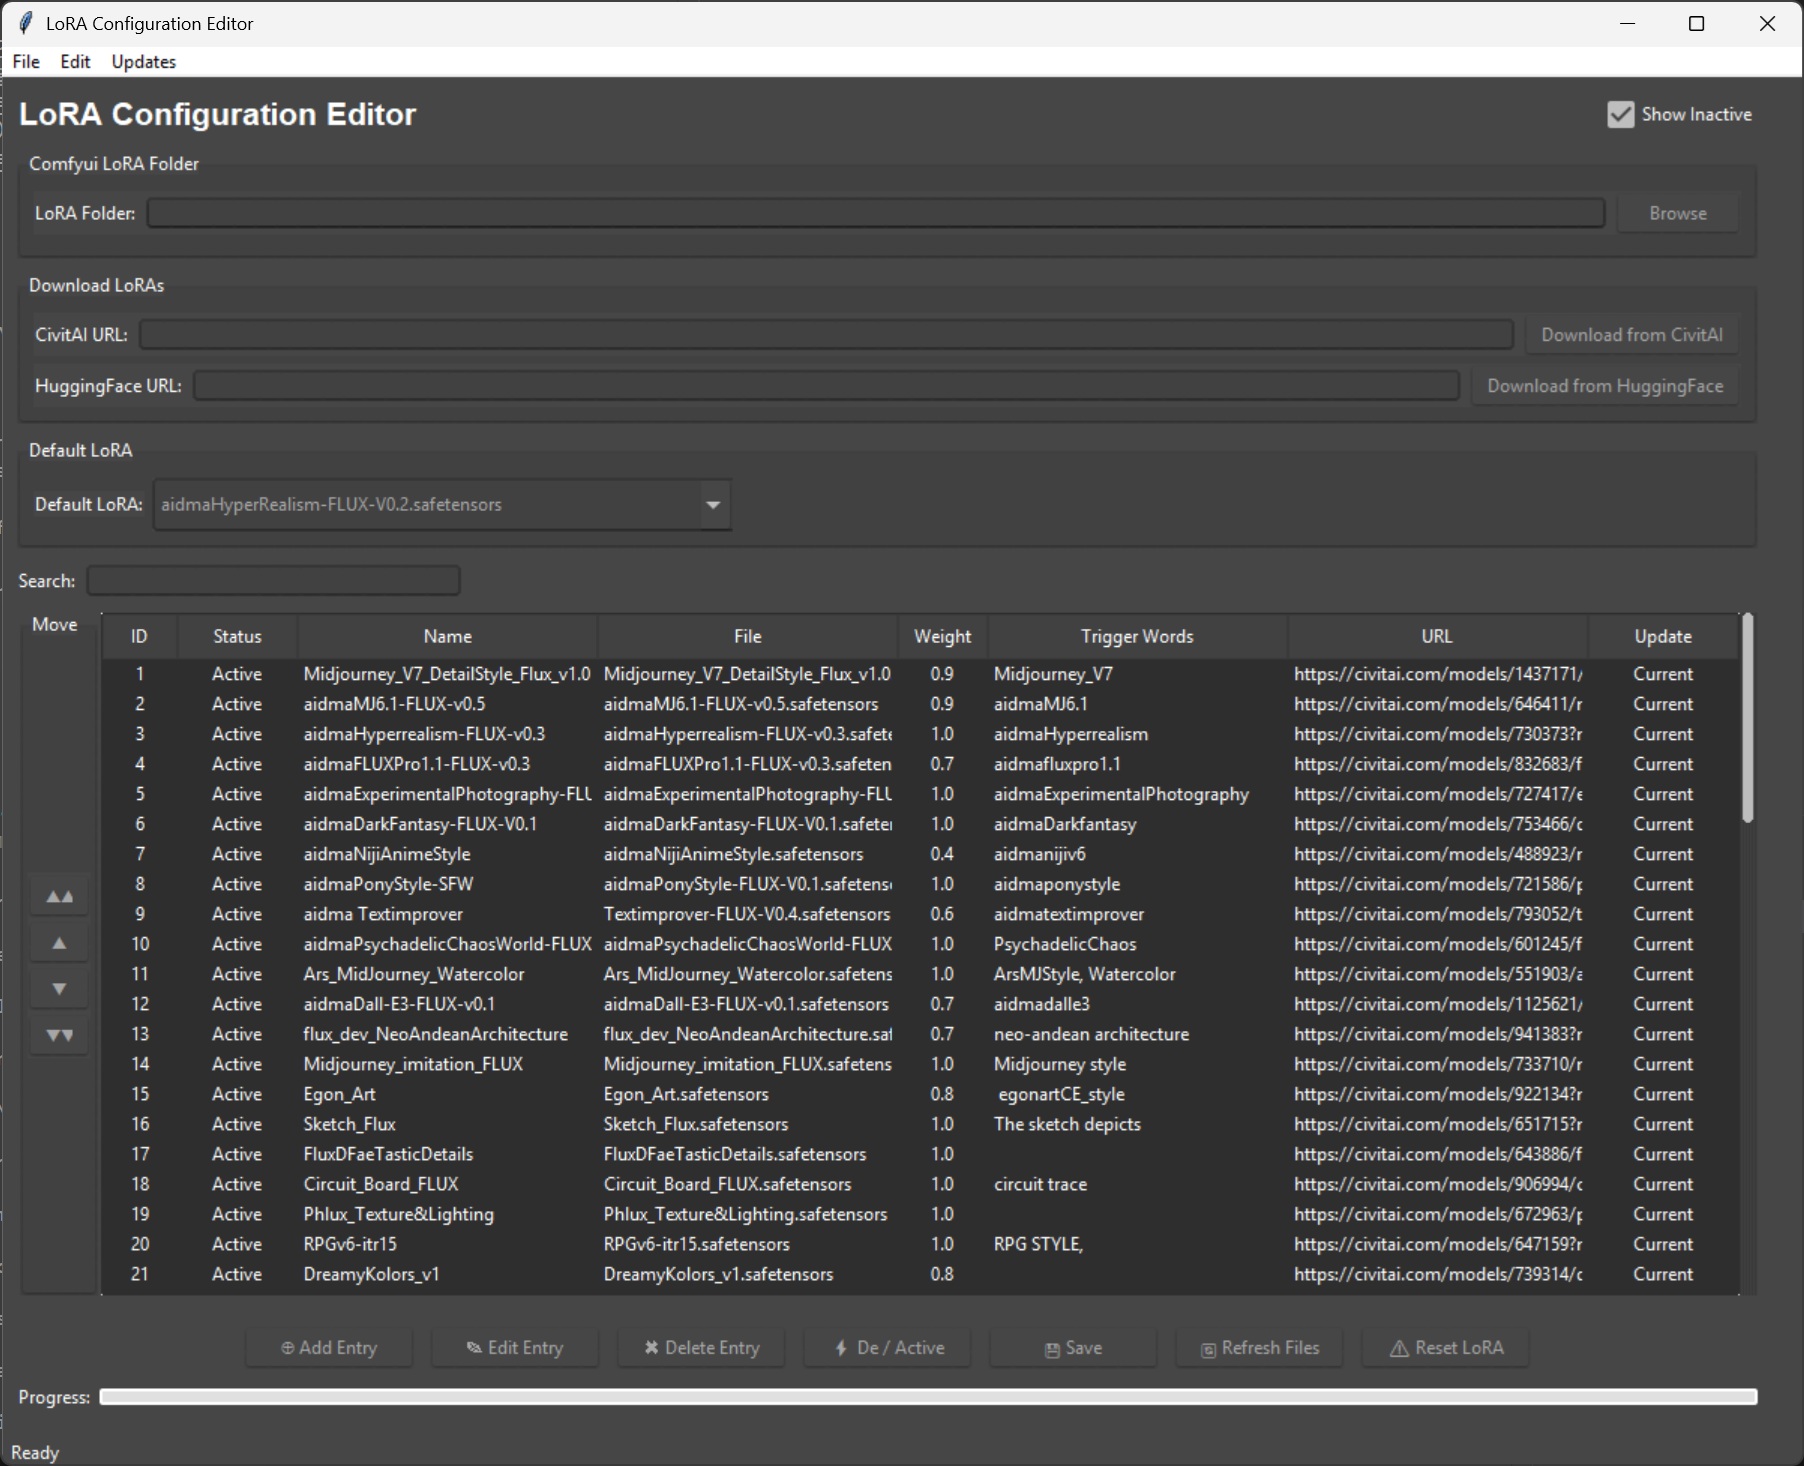 LoRA Configuration Editor
File Edit Updates
LoRA Configuration Editor
Show Inactive
Comfyui LoRA Folder
LoRA Folder: Browse
Download LoRAs
CivitAI URL: Download from CivitAI
HuggingFace URL: Download from HuggingFace
Default LoRA
Default LoRA: aidmaHyperRealism-FLUX-V0.2.safetensors
Search:
Move
ID Status Name File Weight Trigger Words URL Update
1 Active Midjourney_V7_DetailStyle_Flux_v1.0 Midjourney_V7_DetailStyle_Flux_v1.0 0.9 Midjourney_V7 https://civitai.com/models/1437171/ Current
2 Active aidmaMJ6.1-FLUX-v0.5 aidmaMJ6.1-FLUX-v0.5.safetensors 0.9 aidmaMJ6.1 https://civitai.com/models/646411/r Current
3 Active aidmaHyperrealism-FLUX-v0.3 aidmaHyperrealism-FLUX-v0.3.safete 1.0 aidmaHyperrealism https://civitai.com/models/730373?r Current
4 Active aidmaFLUXPro1.1-FLUX-v0.3 aidmaFLUXPro1.1-FLUX-v0.3.safeten 0.7 aidmafluxpro1.1 https://civitai.com/models/832683/f Current
5 Active aidmaExperimentalPhotography-FLU aidmaExperimentalPhotography-FLU 1.0 aidmaExperimentalPhotography https://civitai.com/models/727417/e Current
6 Active aidmaDarkFantasy-FLUX-V0.1 aidmaDarkFantasy-FLUX-V0.1.safeter 1.0 aidmaDarkfantasy https://civitai.com/models/753466/c Current
7 Active aidmaNijiAnimeStyle aidmaNijiAnimeStyle.safetensors 0.4 aidmanijiv6 https://civitai.com/models/488923/r Current
8 Active aidmaPonyStyle-SFW aidmaPonyStyle-FLUX-V0.1.safetens 1.0 aidmaponystyle https://civitai.com/models/721586/p Current
9 Active aidma Textimprover Textimprover-FLUX-V0.4.safetensors 0.6 aidmatextimprover https://civitai.com/models/793052/t Current
10 Active aidmaPsychadelicChaosWorld-FLUX aidmaPsychadelicChaosWorld-FLUX 1.0 PsychadelicChaos https://civitai.com/models/601245/f Current
11 Active Ars_MidJourney_Watercolor Ars_MidJourney_Watercolor.safetens 1.0 ArsMJStyle, Watercolor https://civitai.com/models/551903/a Current
12 Active aidmaDall-E3-FLUX-v0.1 aidmaDall-E3-FLUX-v0.1.safetensors 0.7 aidmadalle3 https://civitai.com/models/1125621/ Current
13 Active flux_dev_NeoAndeanArchitecture flux_dev_NeoAndeanArchitecture.saf 0.7 neo-andean architecture https://civitai.com/models/941383?r Current
14 Active Midjourney_imitation_FLUX Midjourney_imitation_FLUX.safetens 1.0 Midjourney style https://civitai.com/models/733710/r Current
15 Active Egon_Art Egon_Art.safetensors 0.8 egonartCE_style https://civitai.com/models/922134?r Current
16 Active Sketch_Flux Sketch_Flux.safetensors 1.0 The sketch depicts https://civitai.com/models/651715?r Current
17 Active FluxDFaeTasticDetails FluxDFaeTasticDetails.safetensors 1.0 https://civitai.com/models/643886/f Current
18 Active Circuit_Board_FLUX Circuit_Board_FLUX.safetensors 1.0 circuit trace https://civitai.com/models/906994/c Current
19 Active Phlux_Texture&Lighting Phlux_Texture&Lighting.safetensors 1.0 https://civitai.com/models/672963/p Current
20 Active RPGv6-itr15 RPGv6-itr15.safetensors 1.0 RPG STYLE, https://civitai.com/models/647159?r Current
21 Active DreamyKolors_v1 DreamyKolors_v1.safetensors 0.8 https://civitai.com/models/739314/c Current
Add Entry Edit Entry Delete Entry De / Active Save Refresh Files Reset LoRA
Progress:
Ready